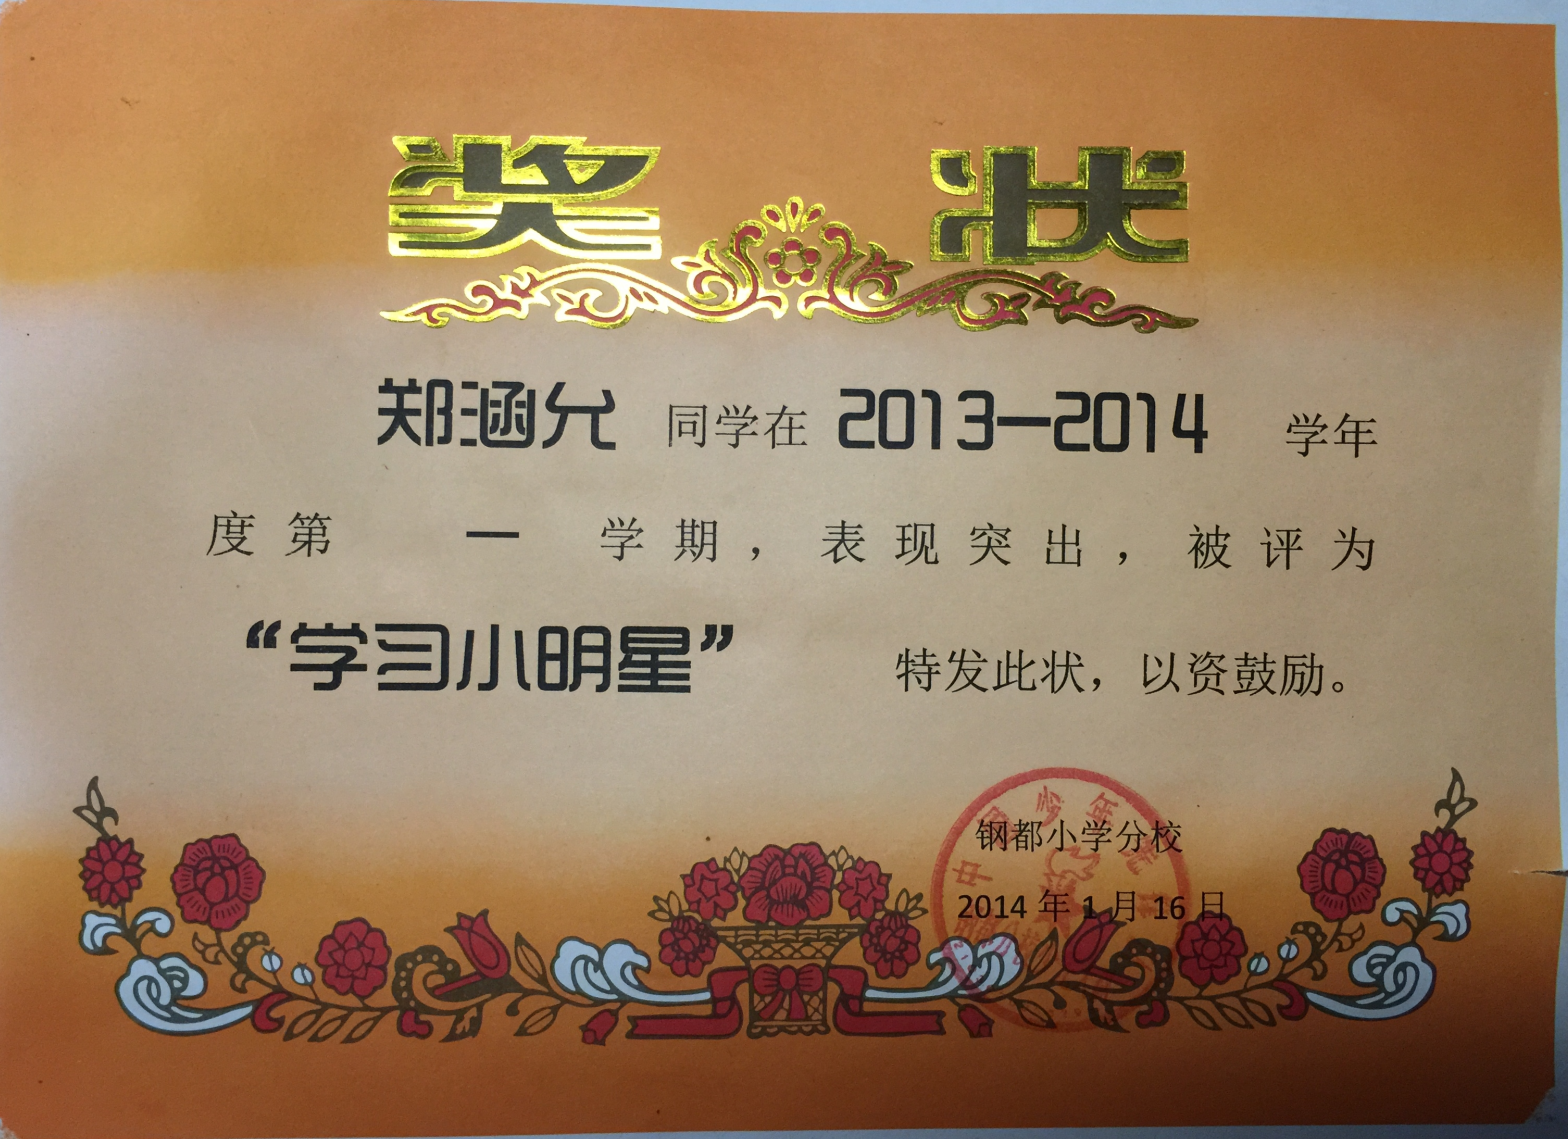 奖状
郑涵允 同学在 2013—2014 学年
度第 一 学期，表现突出，被评为
“学习小明星” 特发此状，以资鼓励。
钢都小学分校
2014 年 1 月 16 日